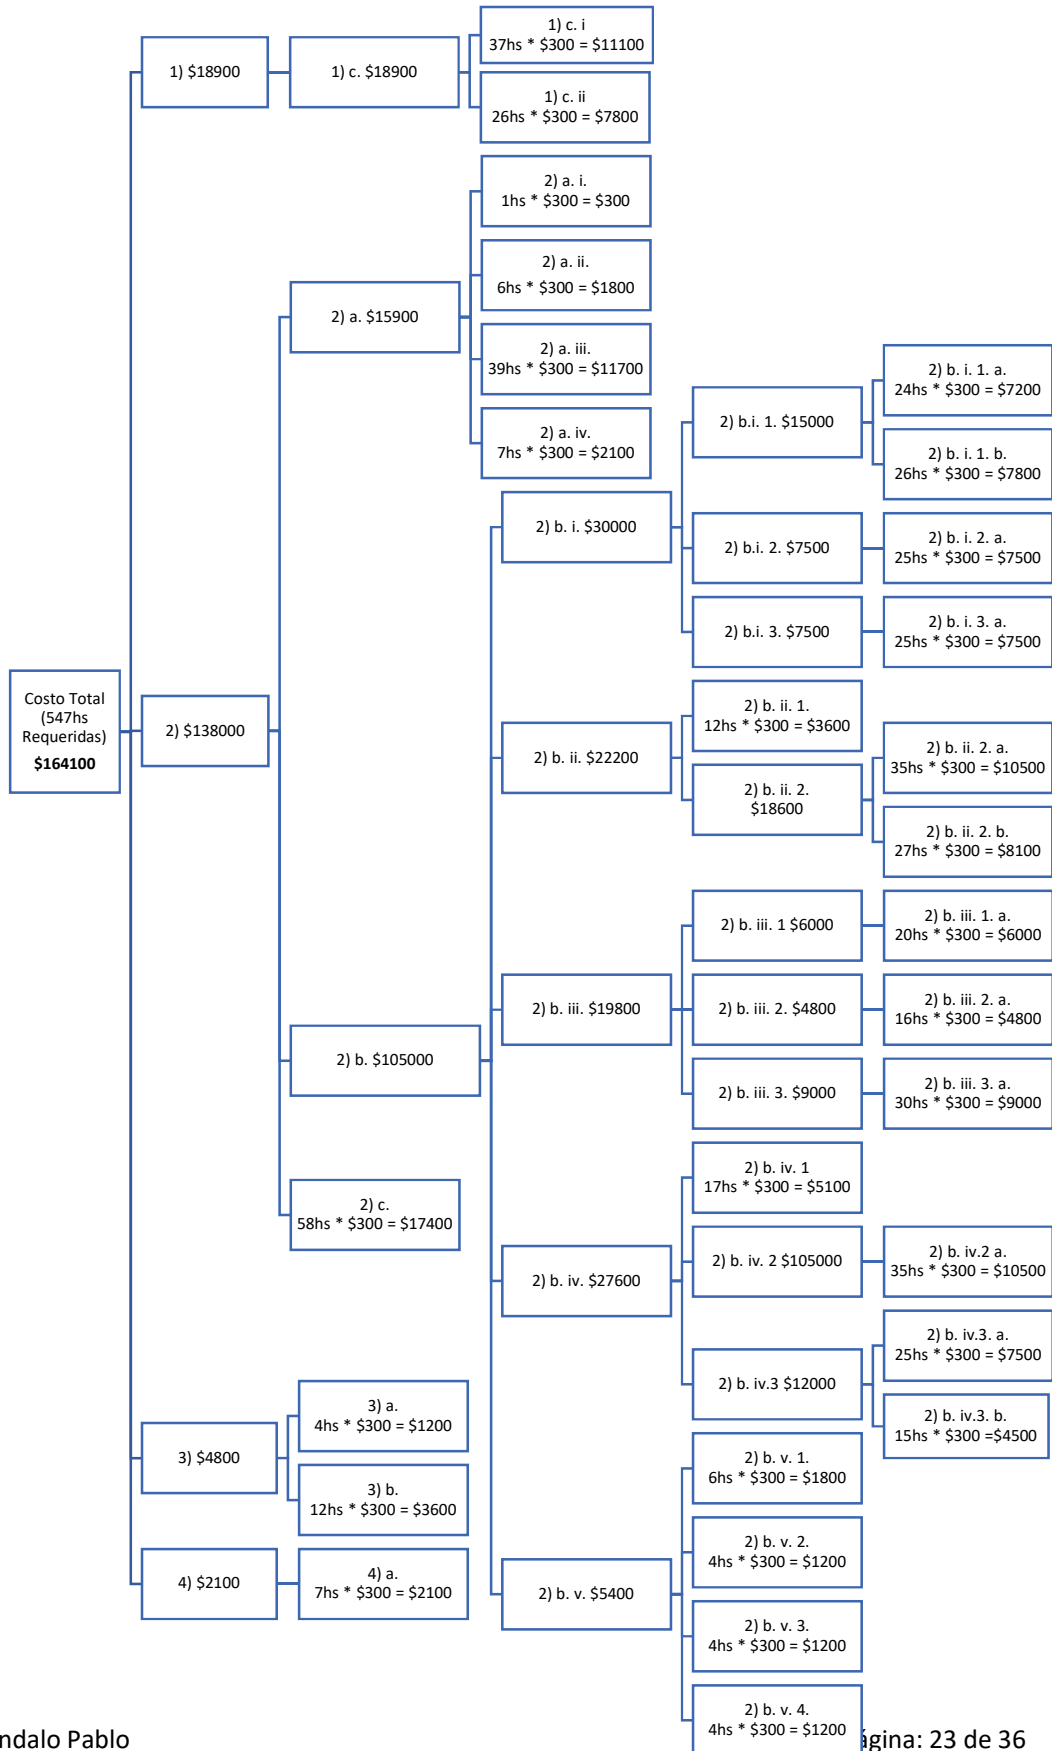 1) c. i
37hs * $300 = $11100
1) $18900
1) c. $18900
1) c. ii
26hs * $300 = $7800
2) a. i.
1hs * $300 = $300
2) a. ii.
6hs * $300 = $1800
2) a. $15900
2) a. iii.
39hs * $300 = $11700
2) a. iv.
7hs * $300 = $2100
2) b. i. 1. a.
24hs * $300 = $7200
2) b.i. 1. $15000
2) b. i. 1. b.
26hs * $300 = $7800
2) b. i. $30000
2) b.i. 2. $7500
2) b. i. 2. a.
25hs * $300 = $7500
2) b.i. 3. $7500
2) b. i. 3. a.
25hs * $300 = $7500
Costo Total
(547hs
Requeridas)
$164100
2) $138000
2) b. ii. 1.
12hs * $300 = $3600
2) b. ii. $22200
2) b. ii. 2.
$18600
2) b. ii. 2. a.
35hs * $300 = $10500
2) b. ii. 2. b.
27hs * $300 = $8100
2) b. iii. 1 $6000
2) b. iii. 1. a.
20hs * $300 = $6000
2) b. iii. $19800
2) b. iii. 2. $4800
2) b. iii. 2. a.
16hs * $300 = $4800
2) b. $105000
2) b. iii. 3. $9000
2) b. iii. 3. a.
30hs * $300 = $9000
2) b. iv. 1
17hs * $300 = $5100
2) c.
58hs * $300 = $17400
2) b. iv. $27600
2) b. iv. 2 $105000
2) b. iv.2 a.
35hs * $300 = $10500
2) b. iv.3 $12000
2) b. iv.3. a.
25hs * $300 = $7500
2) b. iv.3. b.
15hs * $300 =$4500
3) a.
4hs * $300 = $1200
3) $4800
3) b.
12hs * $300 = $3600
4) $2100
4) a.
7hs * $300 = $2100
2) b. v. 1.
6hs * $300 = $1800
2) b. v. 2.
4hs * $300 = $1200
2) b. v. $5400
2) b. v. 3.
4hs * $300 = $1200
2) b. v. 4.
4hs * $300 = $1200
ndalo Pablo
ágina: 23 de 36